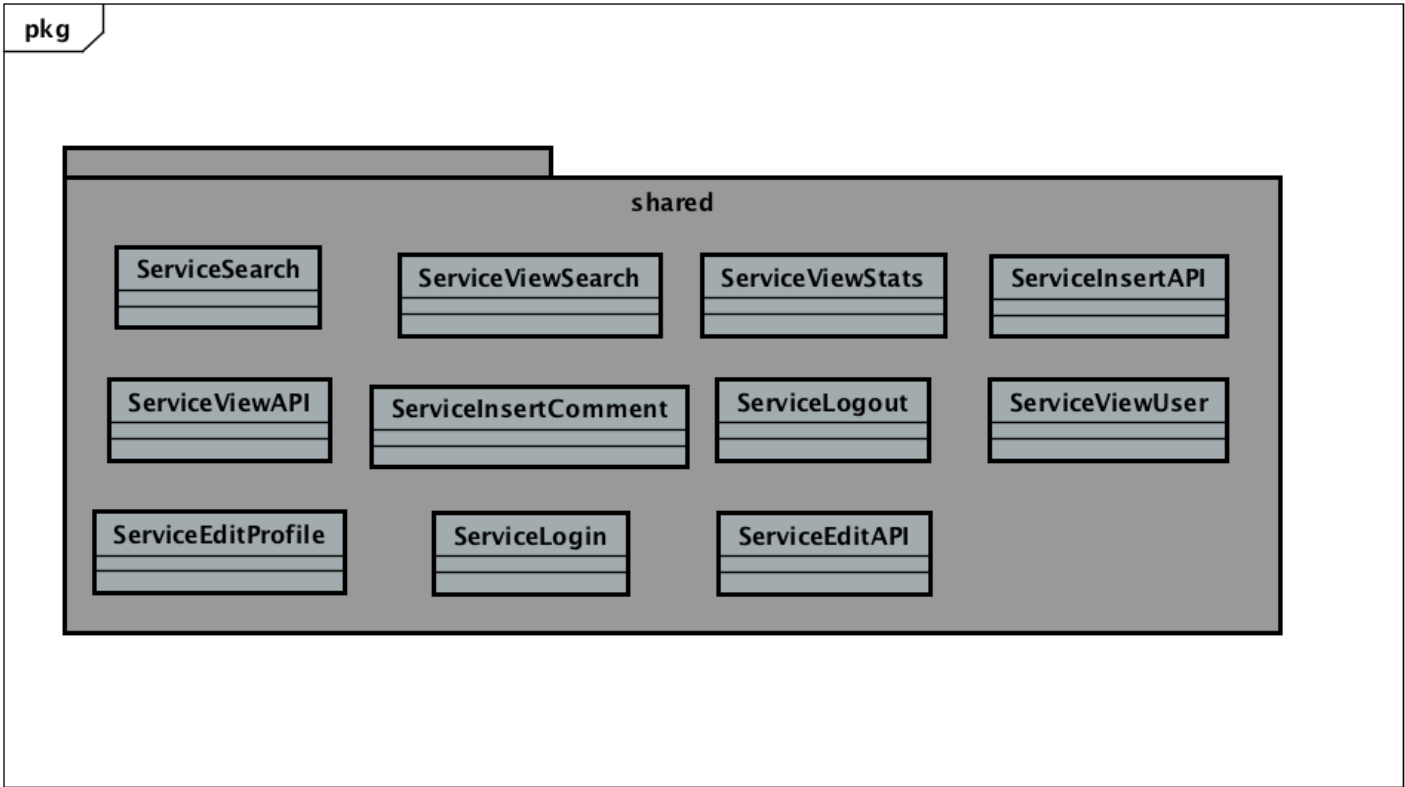 pkg
shared
ServiceSearch
ServiceViewSearch
ServiceViewStats
ServiceInsertAPI
ServiceViewAPI
ServiceInsertComment
ServiceLogout
ServiceViewUser
ServiceEditProfile
ServiceLogin
ServiceEditAPI